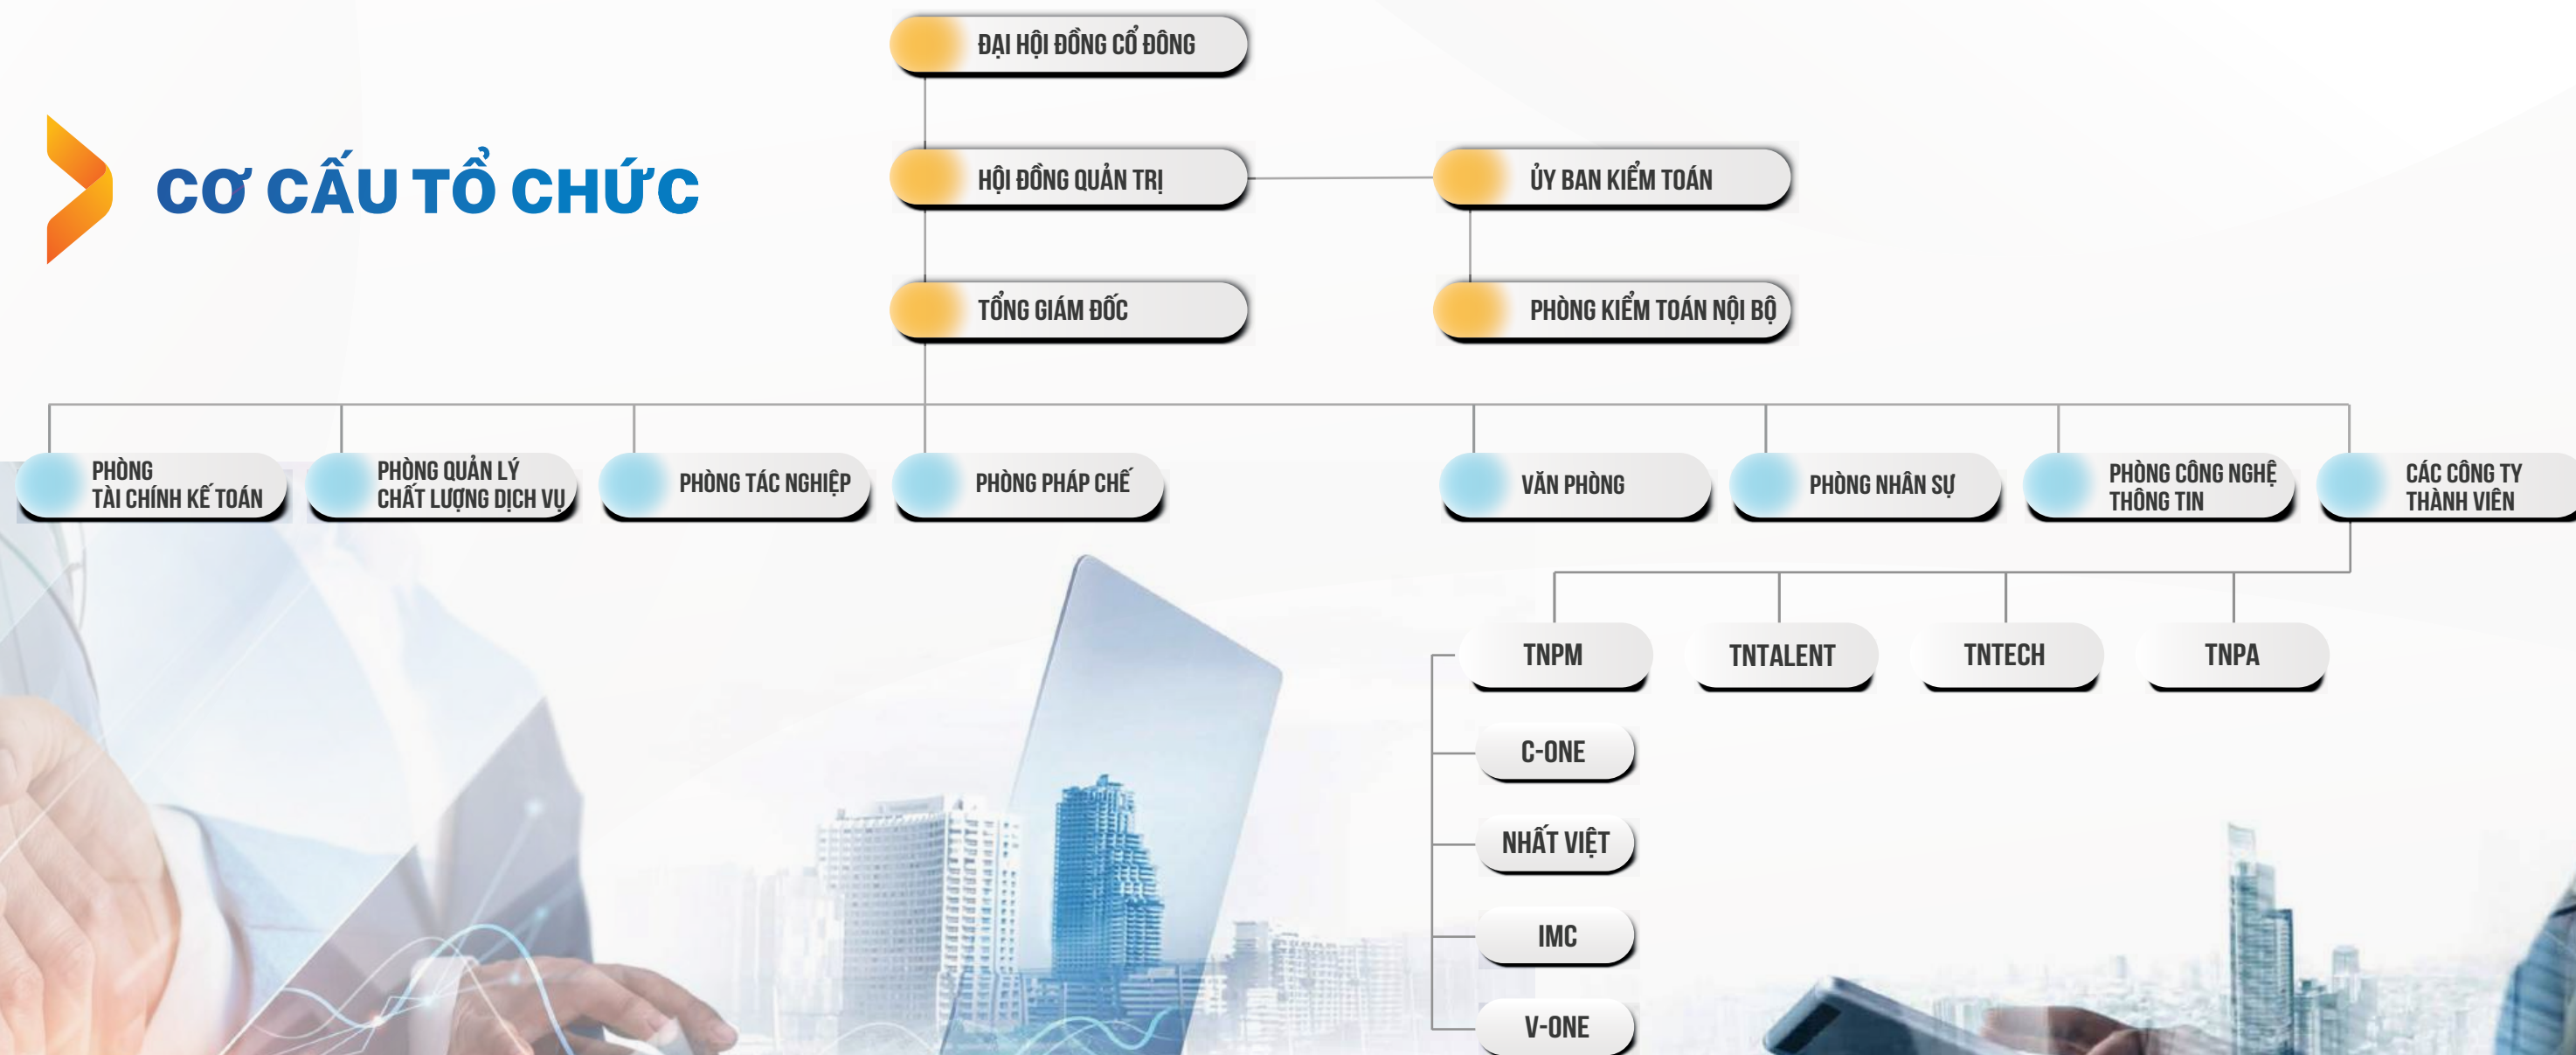 ĐẠI HỘI ĐỒNG CỔ ĐÔNG
CƠ CẤU TỔ CHỨC
HỘI ĐỒNG QUẢN TRỊ
ỦY BAN KIỂM TOÁN
TỔNG GIÁM ĐỐC
PHÒNG KIỂM TOÁN NỘI BỘ
PHÒNG
TÀI CHÍNH KẾ TOÁN
PHÒNG QUẢN LÝ
CHẤT LƯỢNG DỊCH VỤ
PHÒNG TÁC NGHIỆP
PHÒNG PHÁP CHẾ
VĂN PHÒNG
PHÒNG NHÂN SỰ
PHÒNG CÔNG NGHỆ
THÔNG TIN
CÁC CÔNG TY
THÀNH VIÊN
TNPM
TNTALENT
TNTECH
TNPA
C-ONE
NHẤT VIỆT
IMC
V-ONE